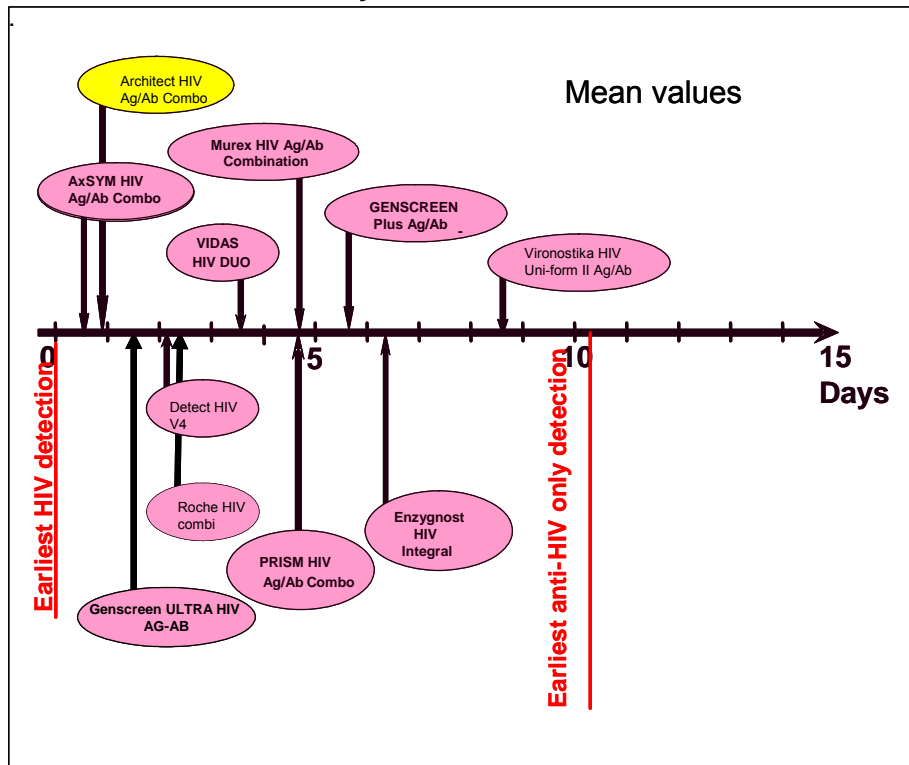 Architect HIV
Ag/Ab Combo
Mean values
Murex HIV Ag/Ab
Combination
AxSYM HIV
Ag/Ab Combo
GENSCREEN
Plus Ag/Ab -
VIDAS
HIV DUO
Vironostika HIV
Uni-form II Ag/Ab
0
5
10
15
Days
Earliest HIV detection
Detect HIV
V4
Roche HIV
combi
Enzygnost
HIV
Integral
PRISM HIV
Ag/Ab Combo
Genscreen ULTRA HIV
AG-AB
Earliest anti-HIV only detection